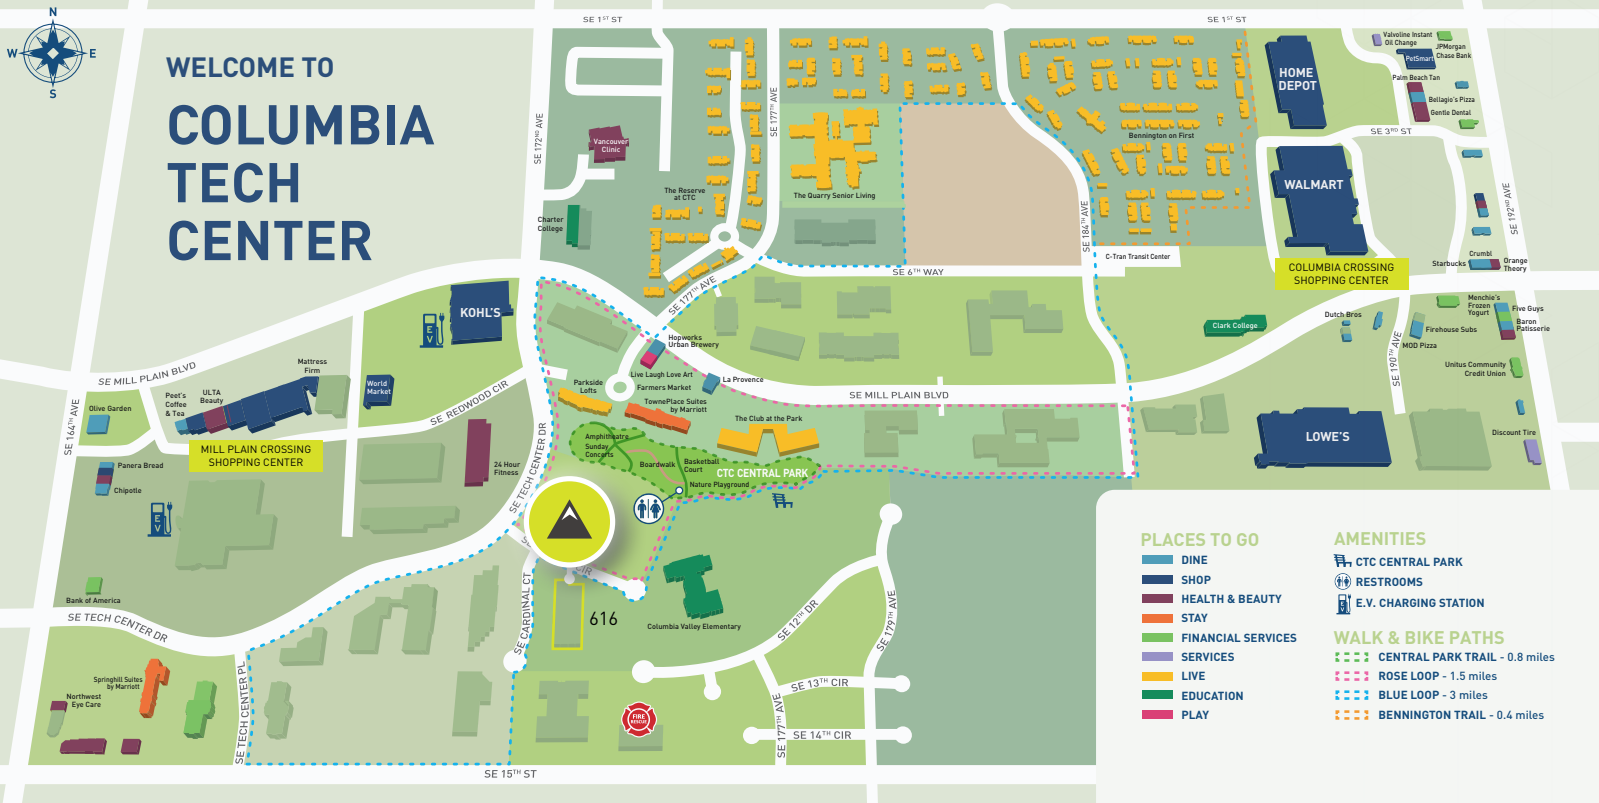 N
W
E
S
WELCOME TO
COLUMBIA
TECH
CENTER
SE 1ST ST
SE 1ST ST
SE 172ND AVE
SE 177TH AVE
Vancouver
Clinic
The Reserve
at CTC
Charter
College
The Quarry Senior Living
Bennington on First
SE 184TH AVE
C-Tran Transit Center
SE 6TH WAY
SE 177TH AVE
HOME
DEPOT
WALMART
COLUMBIA CROSSING
SHOPPING CENTER
SE 3RD ST
SE 192ND AVE
Valvoline Instant
Oil Change
JPMorgan
Chase Bank
PetSmart
Palm Beach Tan
Bellagio's Pizza
Gentle Dental
Crumbl
Starbucks
Orange
Theory
Menchie's
Frozen
Yogurt
Five Guys
Baron
Patisserie
Dutch Bros
Firehouse Subs
MOD Pizza
SE 190TH AVE
Unitus Community
Credit Union
Discount Tire
LOWE'S
Clark College
KOHL'S
EV
SE MILL PLAIN BLVD
Mattress
Firm
World
Market
ULTA
Beauty
Peet's
Coffee
& Tea
Olive Garden
SE 164TH AVE
SE REDWOOD CIR
MILL PLAIN CROSSING
SHOPPING CENTER
Panera Bread
Chipotle
24 Hour
Fitness
EV
SE TECH CENTER DR
Hopworks
Urban Brewery
Live Laugh Love Art
Farmers Market
La Provence
Parkside
Lofts
TownePlace Suites
by Marriott
The Club at the Park
SE MILL PLAIN BLVD
Amphitheatre
Sunday
Concerts
Boardwalk
Basketball
Court
CTC CENTRAL PARK
Nature Playground
SE
CIR
SE CARDINAL CT
616
Columbia Valley Elementary
Bank of America
SE TECH CENTER DR
Springhill Suites
by Marriott
Northwest
Eye Care
SE TECH CENTER PL
SE 12TH DR
SE 179TH AVE
SE 13TH CIR
SE 177TH AVE
SE 14TH CIR
FIRE
RESCUE
SE 15TH ST
PLACES TO GO
DINE
SHOP
HEALTH & BEAUTY
STAY
FINANCIAL SERVICES
SERVICES
LIVE
EDUCATION
PLAY
AMENITIES
CTC CENTRAL PARK
RESTROOMS
E.V. CHARGING STATION
WALK & BIKE PATHS
CENTRAL PARK TRAIL - 0.8 miles
ROSE LOOP - 1.5 miles
BLUE LOOP - 3 miles
BENNINGTON TRAIL - 0.4 miles